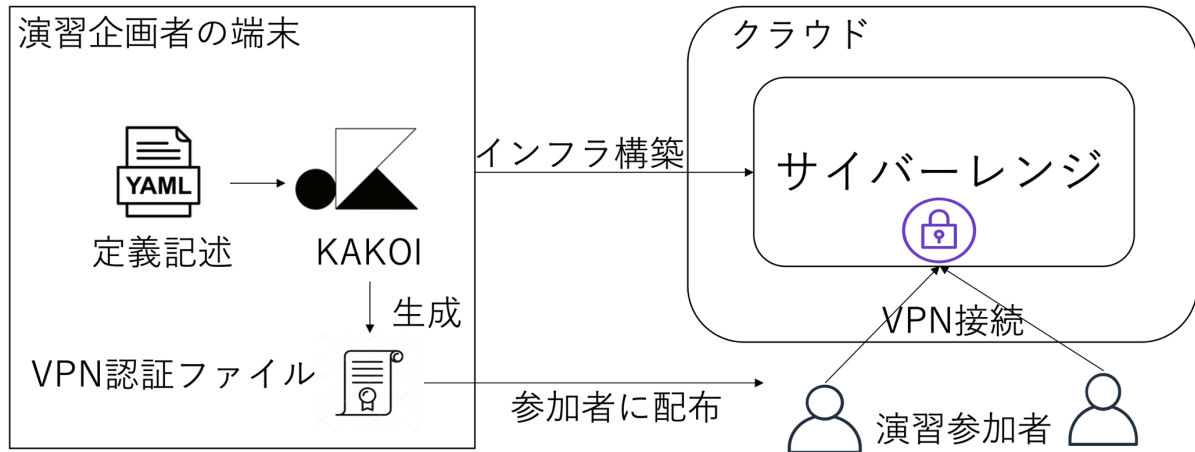 演習企画者の端末
クラウド
YAML
定義記述
KAKOI
インフラ構築
サイバーレンジ
生成
VPN認証ファイル
参加者に配布
VPN接続
演習参加者